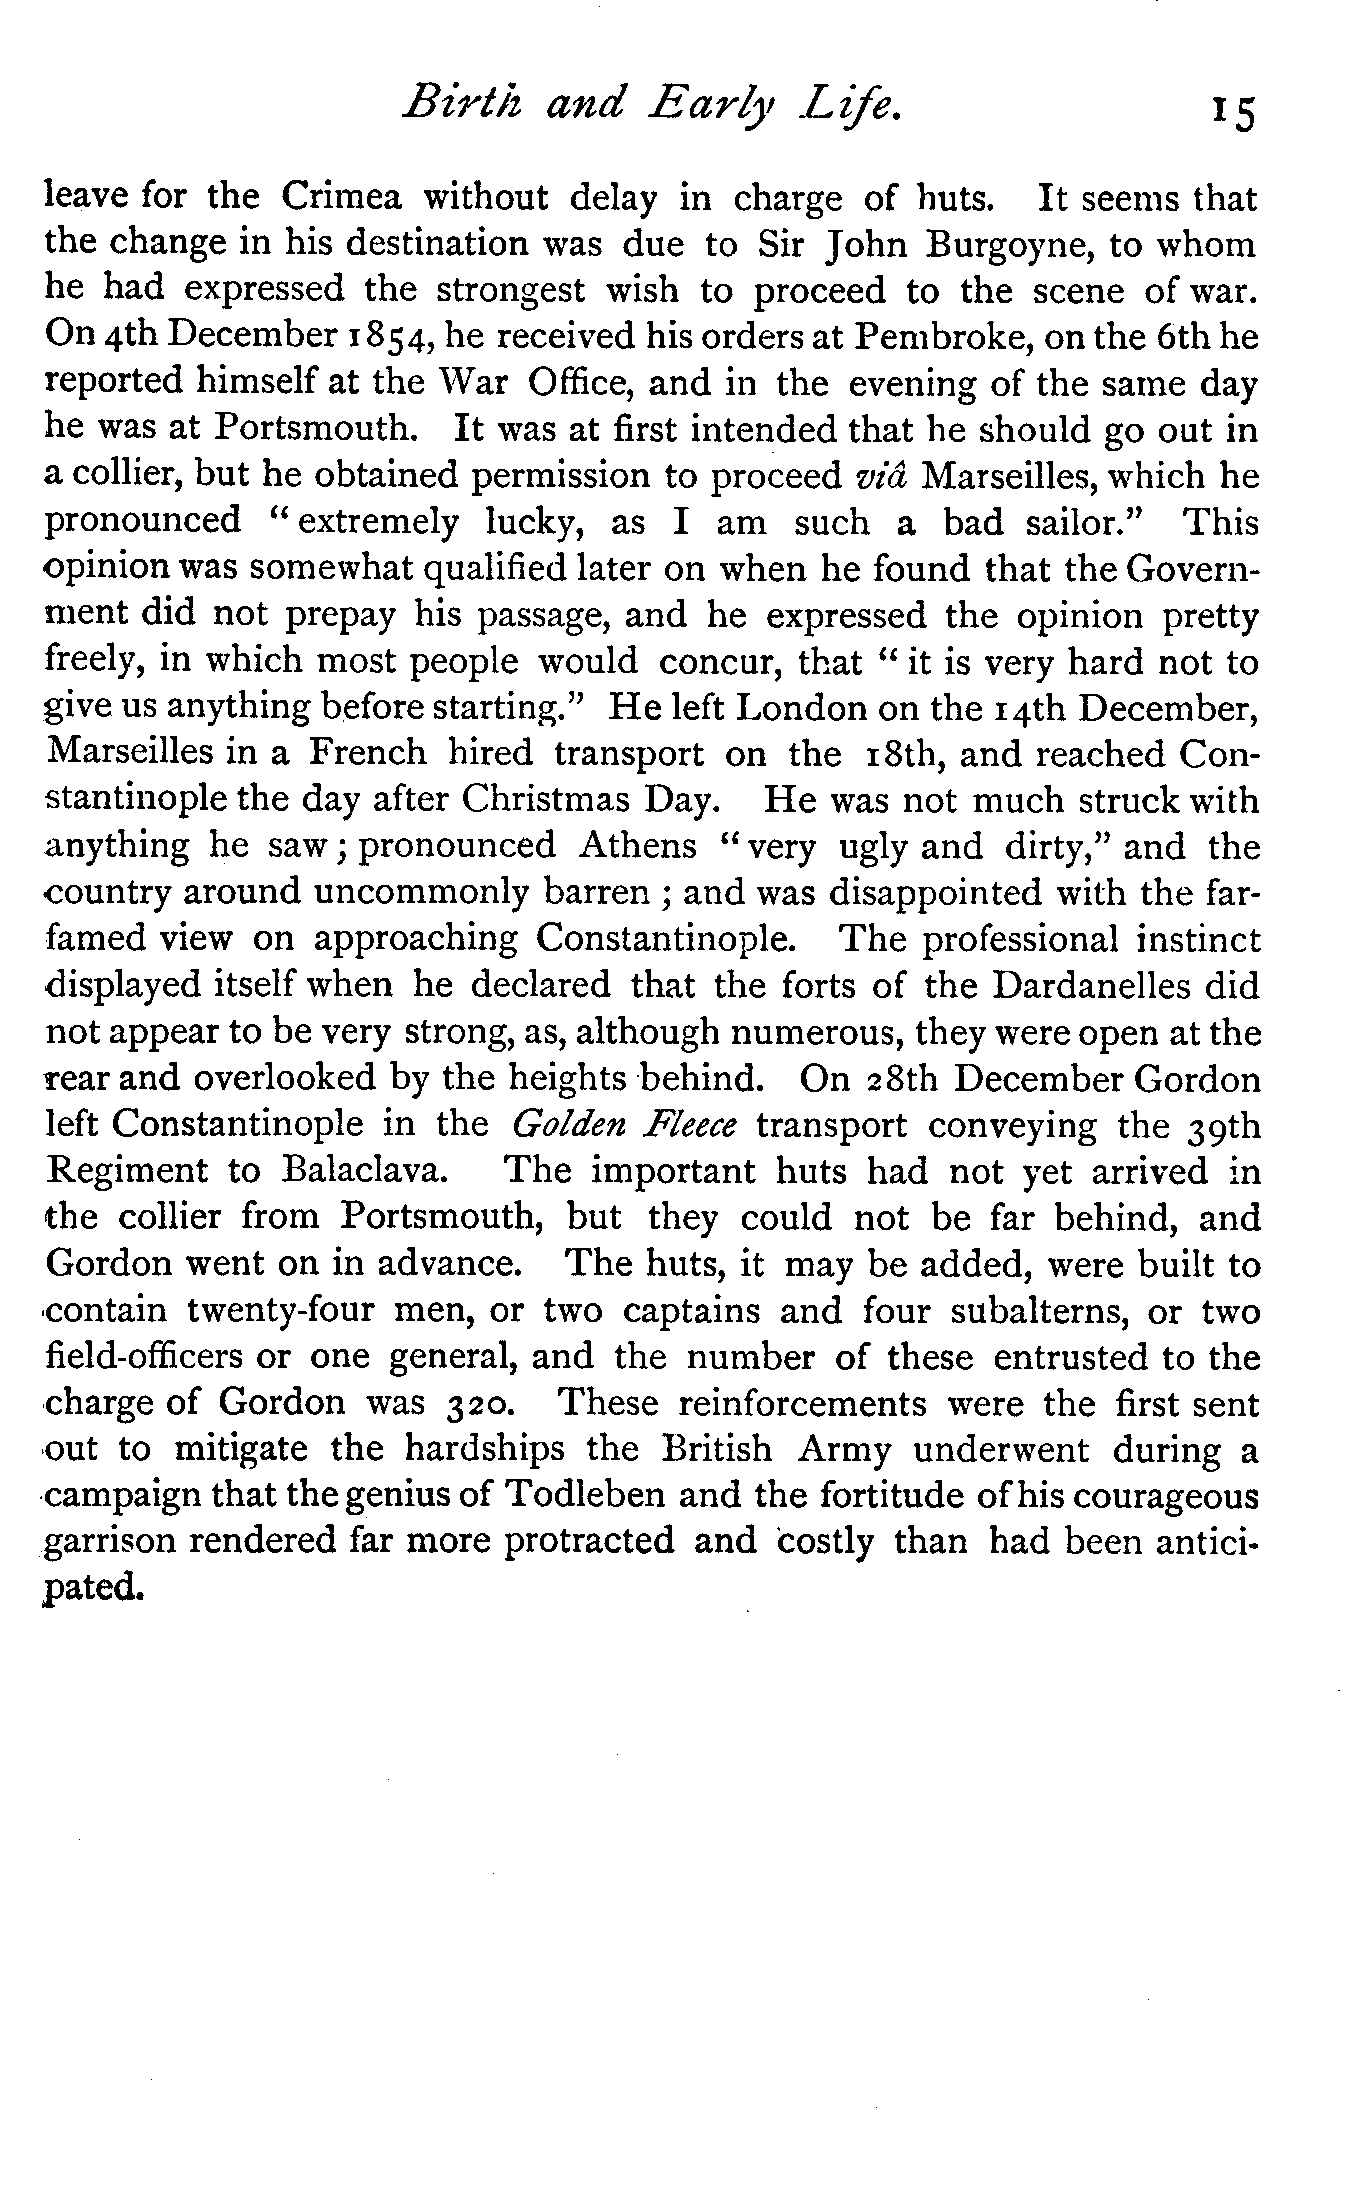 Birth and Early Life. 15
leave for the Crimea without delay in charge of huts. It seems that
the change in his destination was due to Sir John Burgoyne, to whom
he had expressed the strongest wish to proceed to the scene of war.
On 4th December 1854, he received his orders at Pembroke, on the 6th he
reported himself at the War Office, and in the evening of the same day
he was at Portsmouth. It was at first intended that he should go out in
a collier, but he obtained permission to proceed viâ Marseilles, which he
pronounced “extremely lucky, as I am such a bad sailor.” This
opinion was somewhat qualified later on when he found that the Govern-
ment did not prepay his passage, and he expressed the opinion pretty
freely, in which most people would concur, that “it is very hard not to
give us anything before starting.” He left London on the 14th December,
Marseilles in a French hired transport on the 18th, and reached Con-
stantinople the day after Christmas Day. He was not much struck with
anything he saw; pronounced Athens “very ugly and dirty,” and the
country around uncommonly barren; and was disappointed with the far-
famed view on approaching Constantinople. The professional instinct
displayed itself when he declared that the forts of the Dardanelles did
not appear to be very strong, as, although numerous, they were open at the
rear and overlooked by the heights behind. On 28th December Gordon
left Constantinople in the Golden Fleece transport conveying the 39th
Regiment to Balaclava. The important huts had not yet arrived in
the collier from Portsmouth, but they could not be far behind, and
Gordon went on in advance. The huts, it may be added, were built to
contain twenty-four men, or two captains and four subalterns, or two
field-officers or one general, and the number of these entrusted to the
charge of Gordon was 320. These reinforcements were the first sent
out to mitigate the hardships the British Army underwent during a
campaign that the genius of Todleben and the fortitude of his courageous
garrison rendered far more protracted and costly than had been antici-
pated.